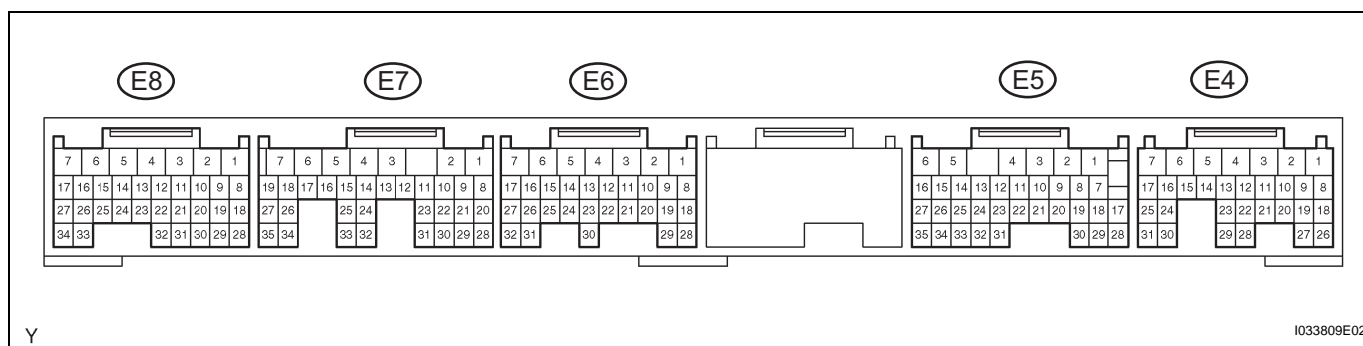 E8 E7 E6 E5 E4
7 6 5 4 3 2 1 7 6 5 4 3 2 1 7 6 5 4 3 2 1 6 5 4 3 2 1 7 6 5 4 3 2 1
17 16 15 14 13 12 11 10 9 8 19 18 17 16 15 14 13 12 11 10 9 8 17 16 15 14 13 12 11 10 9 8 16 15 14 13 12 11 10 9 8 7 17 16 15 14 13 12 11 10 9 8
27 26 25 24 23 22 21 20 19 18 27 26 25 24 23 22 21 20 27 26 25 24 23 22 21 20 19 18 27 26 25 24 23 22 21 20 19 18 17 25 24 23 22 21 20 19 18
34 33 32 31 30 29 28 35 34 33 32 31 30 29 28 32 31 30 29 28 35 34 33 32 31 30 29 28 31 30 29 28 27 26
Y I033809E02